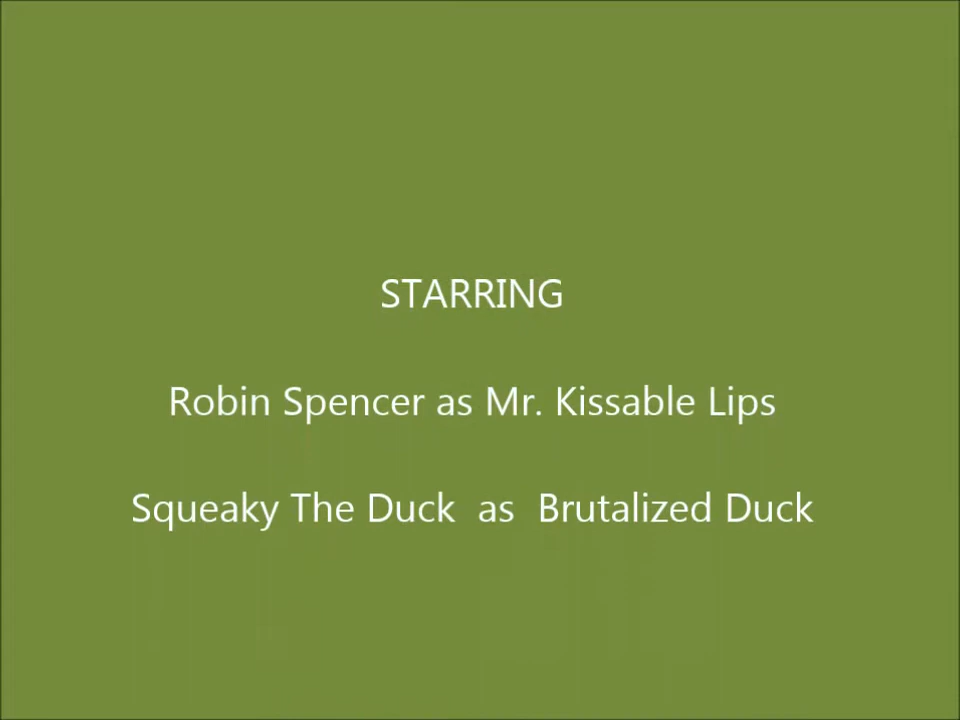 STARRING
Robin Spencer as Mr. Kissable Lips
Squeaky The Duck  as  Brutalized Duck